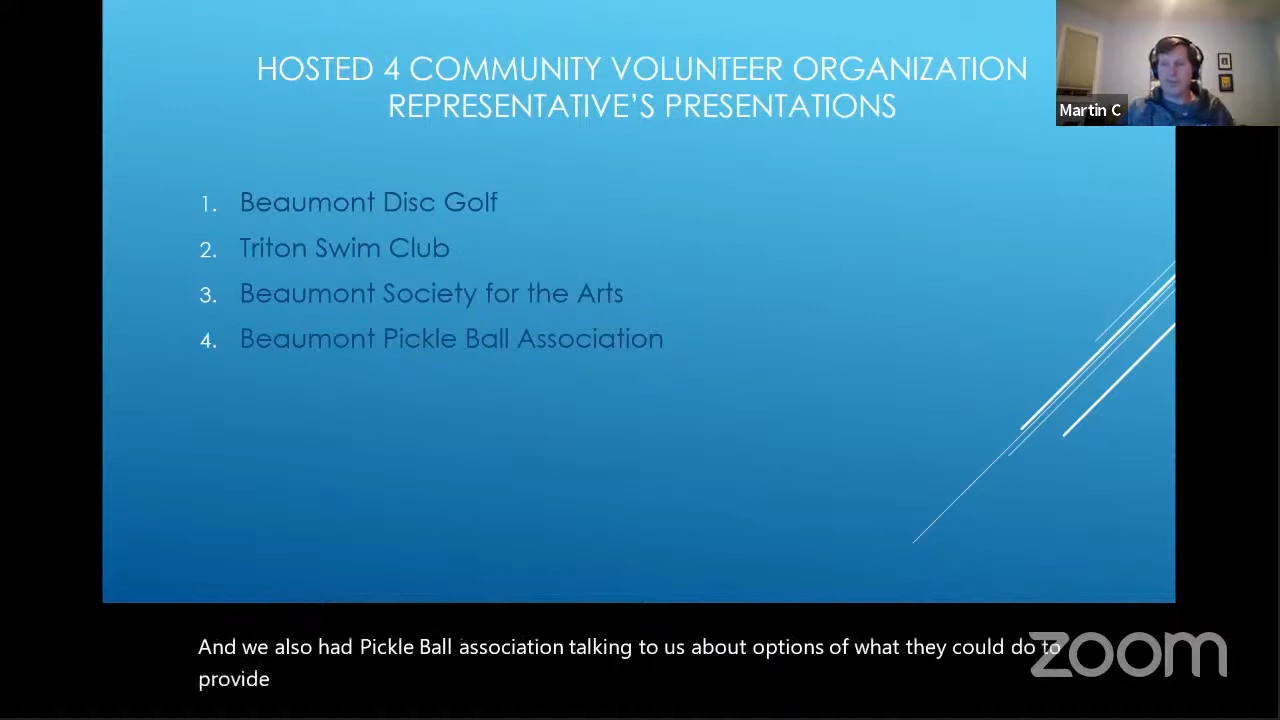 HOSTED 4 COMMUNITY VOLUNTEER ORGANIZATION
REPRESENTATIVE’S PRESENTATIONS
Martin C
1. Beaumont Disc Golf
2. Triton Swim Club
3. Beaumont Society for the Arts
4. Beaumont Pickle Ball Association
And we also had Pickle Ball association talking to us about options of what they could do to
provide
zoom